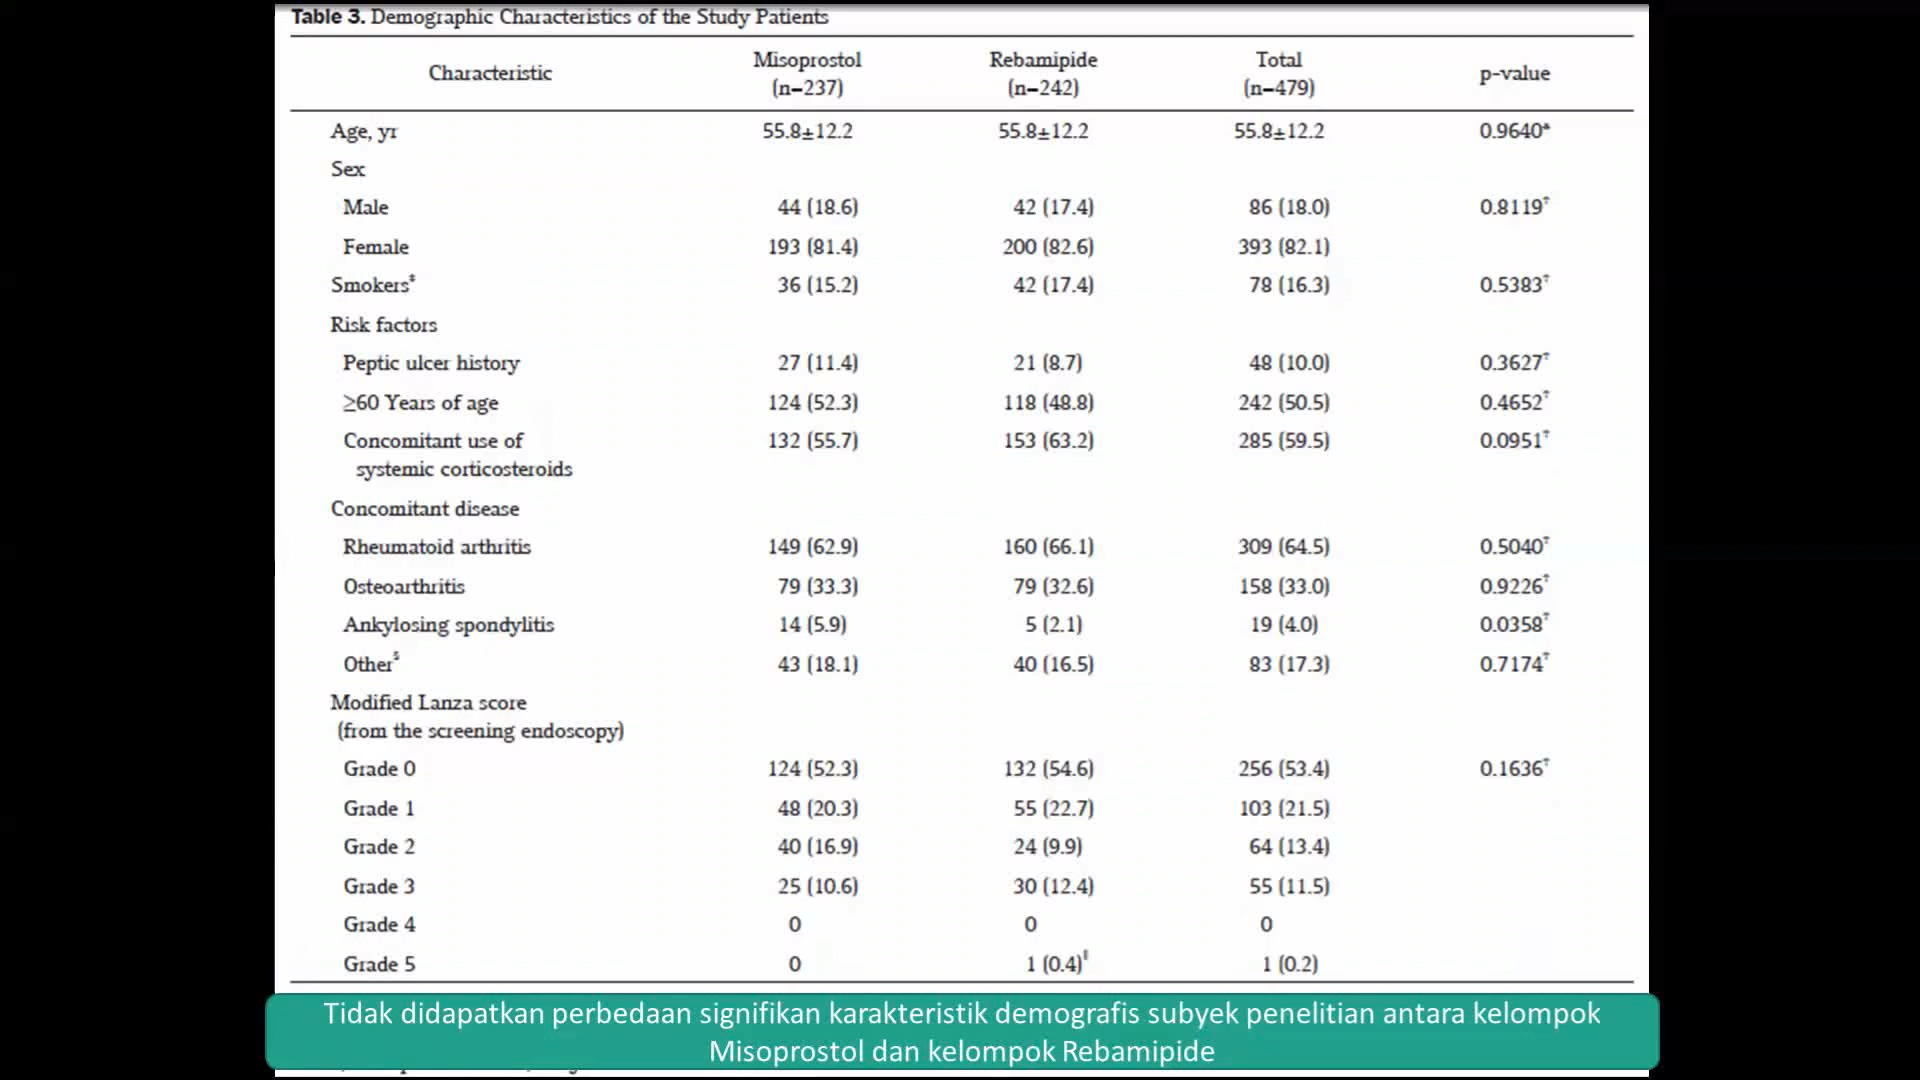 Table 3. Demographic Characteristics of the Study Patients
Characteristic Misoprostol (n−237) Rebamipide (n−242) Total (n−479) p-value
Age, yr 55.8±12.2 55.8±12.2 55.8±12.2 0.9640*
Sex
Male 44 (18.6) 42 (17.4) 86 (18.0) 0.8119†
Female 193 (81.4) 200 (82.6) 393 (82.1)
Smokers‡ 36 (15.2) 42 (17.4) 78 (16.3) 0.5383†
Risk factors
Peptic ulcer history 27 (11.4) 21 (8.7) 48 (10.0) 0.3627†
≥60 Years of age 124 (52.3) 118 (48.8) 242 (50.5) 0.4652†
Concomitant use of 132 (55.7) 153 (63.2) 285 (59.5) 0.0951†
systemic corticosteroids
Concomitant disease
Rheumatoid arthritis 149 (62.9) 160 (66.1) 309 (64.5) 0.5040†
Osteoarthritis 79 (33.3) 79 (32.6) 158 (33.0) 0.9226†
Ankylosing spondylitis 14 (5.9) 5 (2.1) 19 (4.0) 0.0358†
Other§ 43 (18.1) 40 (16.5) 83 (17.3) 0.7174†
Modified Lanza score
(from the screening endoscopy)
Grade 0 124 (52.3) 132 (54.6) 256 (53.4) 0.1636†
Grade 1 48 (20.3) 55 (22.7) 103 (21.5)
Grade 2 40 (16.9) 24 (9.9) 64 (13.4)
Grade 3 25 (10.6) 30 (12.4) 55 (11.5)
Grade 4 0 0 0
Grade 5 0 1 (0.4)‖ 1 (0.2)
Tidak didapatkan perbedaan signifikan karakteristik demografis subyek penelitian antara kelompok
Misoprostol dan kelompok Rebamipide